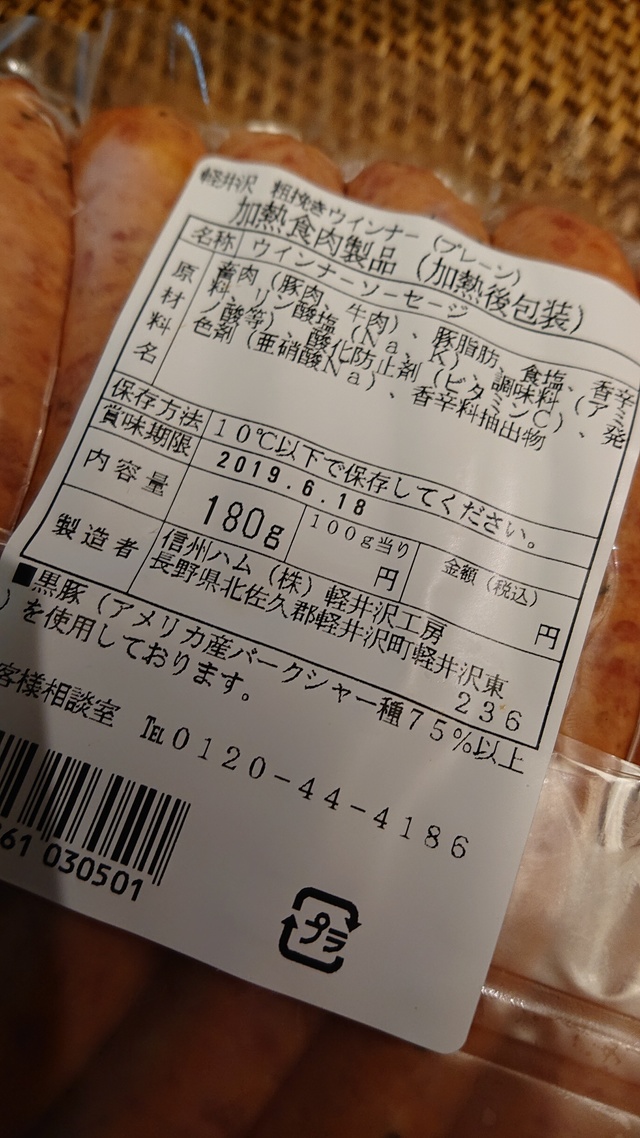 軽井沢　粗挽きウインナー（プレーン）
加熱食肉製品（加熱後包装）
名称 ウインナーソーセージ
原材料名 畜肉（豚肉、牛肉）、豚脂肪、食塩、香辛
料、リン酸塩（Ｎａ、Ｋ）、調味料（アミ
ノ酸等）、酸化防止剤（ビタミンＣ）、発
色剤（亜硝酸Ｎａ）、香辛料抽出物
保存方法 １０℃以下で保存してください。
賞味期限 2019.6.18
内容量 180g １００ｇ当り 円 金額（税込） 円
製造者 信州ハム（株）軽井沢工房
長野県北佐久郡軽井沢町軽井沢東
２３６
■黒豚（アメリカ産バークシャー種７５％以上
）を使用しております。
客様相談室 ℡０１２０－４４－４１８６
61 030501
プラ